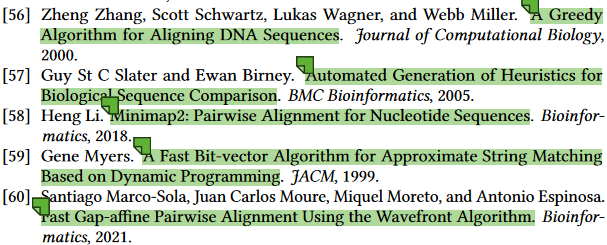 [56] Zheng Zhang, Scott Schwartz, Lukas Wagner, and Webb Miller. A Greedy
Algorithm for Aligning DNA Sequences. Journal of Computational Biology,
2000.
[57] Guy St C Slater and Ewan Birney. Automated Generation of Heuristics for
Biological Sequence Comparison. BMC Bioinformatics, 2005.
[58] Heng Li. Minimap2: Pairwise Alignment for Nucleotide Sequences. Bioinfor-
matics, 2018.
[59] Gene Myers. A Fast Bit-vector Algorithm for Approximate String Matching
Based on Dynamic Programming. JACM, 1999.
[60] Santiago Marco-Sola, Juan Carlos Moure, Miquel Moreto, and Antonio Espinosa.
Fast Gap-affine Pairwise Alignment Using the Wavefront Algorithm. Bioinfor-
matics, 2021.